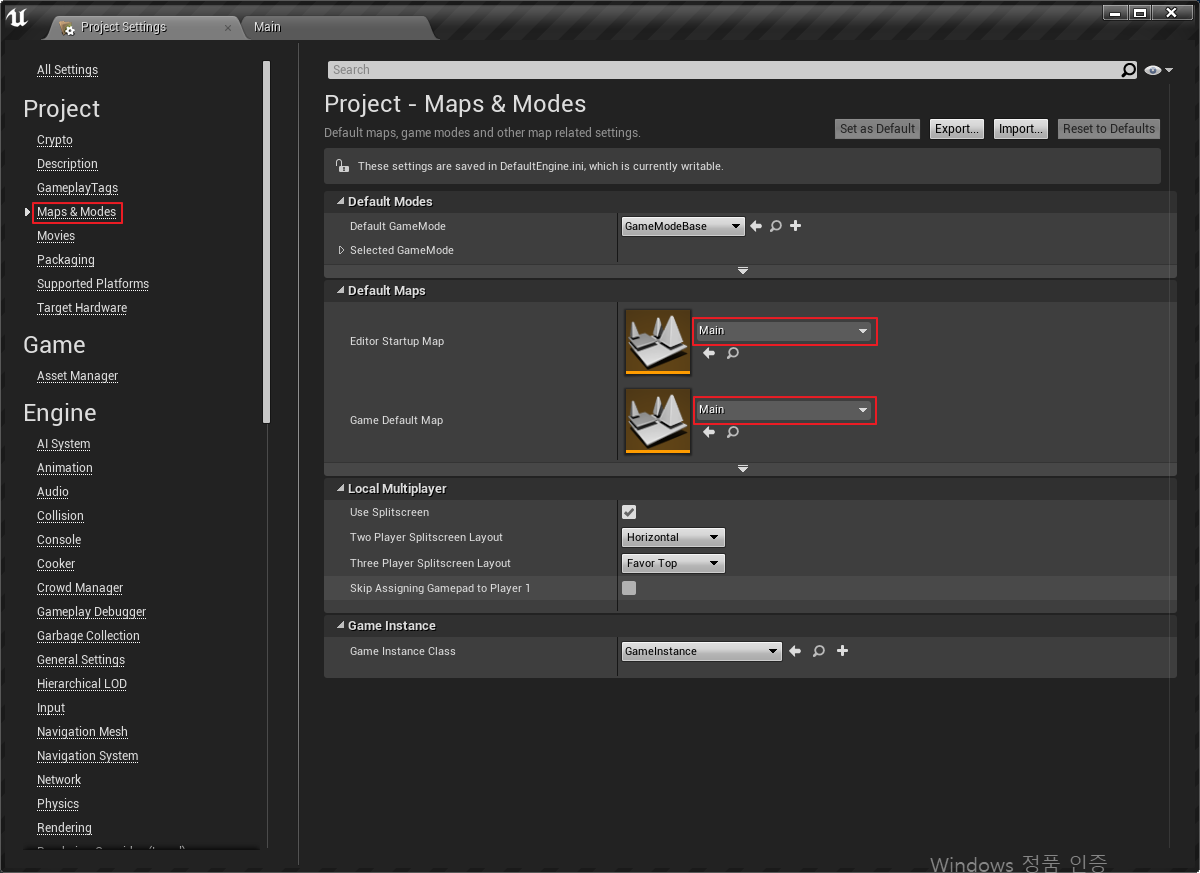 Project Settings
Main
All Settings
Project
Crypto
Description
GameplayTags
Maps & Modes
Movies
Packaging
Supported Platforms
Target Hardware
Game
Asset Manager
Engine
AI System
Animation
Audio
Collision
Console
Cooker
Crowd Manager
Gameplay Debugger
Garbage Collection
General Settings
Hierarchical LOD
Input
Navigation Mesh
Navigation System
Network
Physics
Rendering
Search
Project - Maps & Modes
Default maps, game modes and other map related settings.
Set as Default
Export...
Import...
Reset to Defaults
These settings are saved in DefaultEngine.ini, which is currently writable.
Default Modes
Default GameMode
GameModeBase
Selected GameMode
Default Maps
Editor Startup Map
Main
Game Default Map
Main
Local Multiplayer
Use Splitscreen
Two Player Splitscreen Layout
Horizontal
Three Player Splitscreen Layout
Favor Top
Skip Assigning Gamepad to Player 1
Game Instance
Game Instance Class
GameInstance
Windows 정품 인증